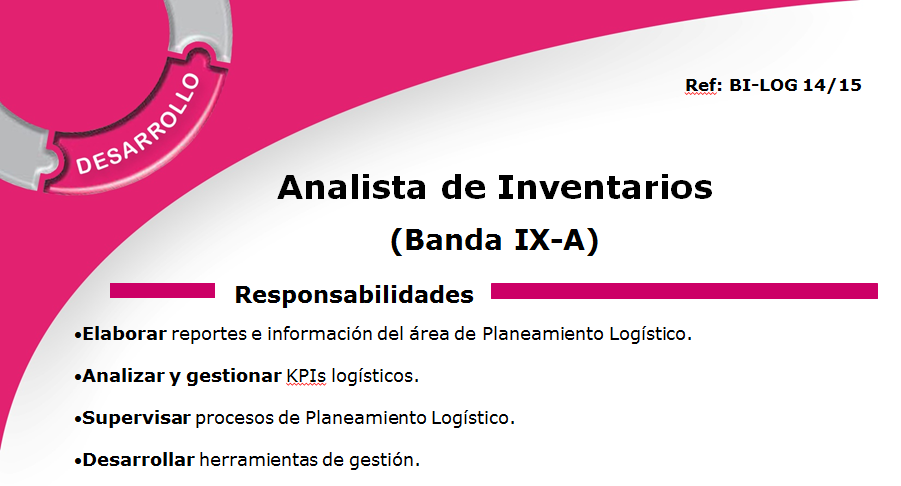 DESARROLLO
Ref: BI-LOG 14/15
Analista de Inventarios
(Banda IX-A)
Responsabilidades
•Elaborar reportes e información del área de Planeamiento Logístico.
•Analizar y gestionar KPIs logísticos.
•Supervisar procesos de Planeamiento Logístico.
•Desarrollar herramientas de gestión.